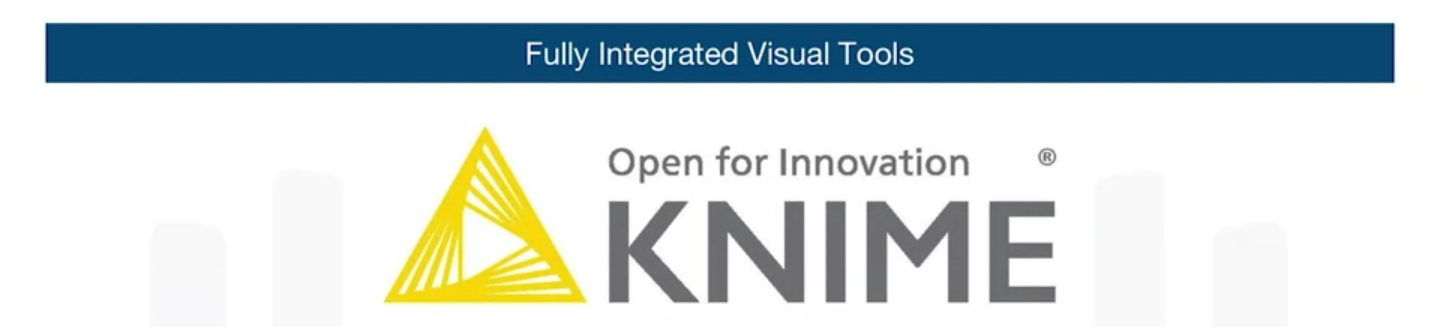 Fully Integrated Visual Tools
Open for Innovation ®
KNIME